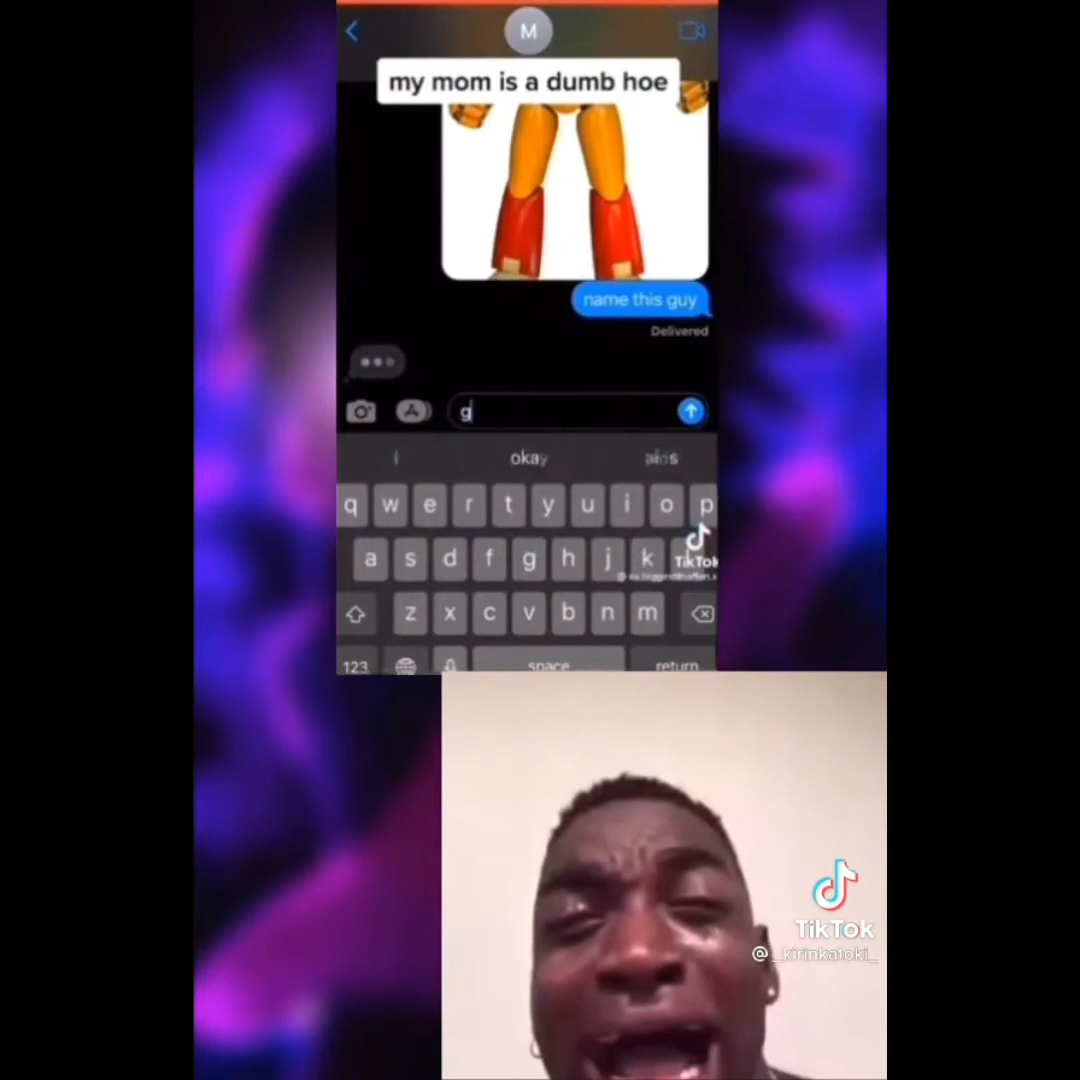 M
my mom is a dumb hoe
name this guy
Delivered
g
okay
q w e r t y u i o p
a s d f g h j k
TikTok
z x c v b n m
123 space return
TikTok
@_kirinkatoki_